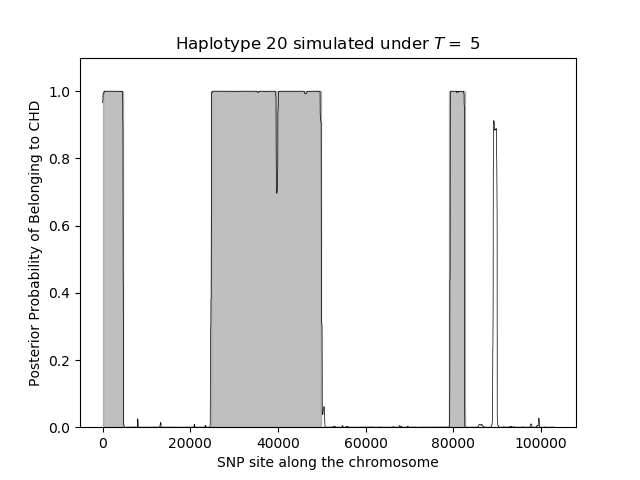 Haplotype 20 simulated under T = 5
Posterior Probability of Belonging to CHD
1.0
0.8
0.6
0.4
0.2
0.0
0 20000 40000 60000 80000 100000
SNP site along the chromosome